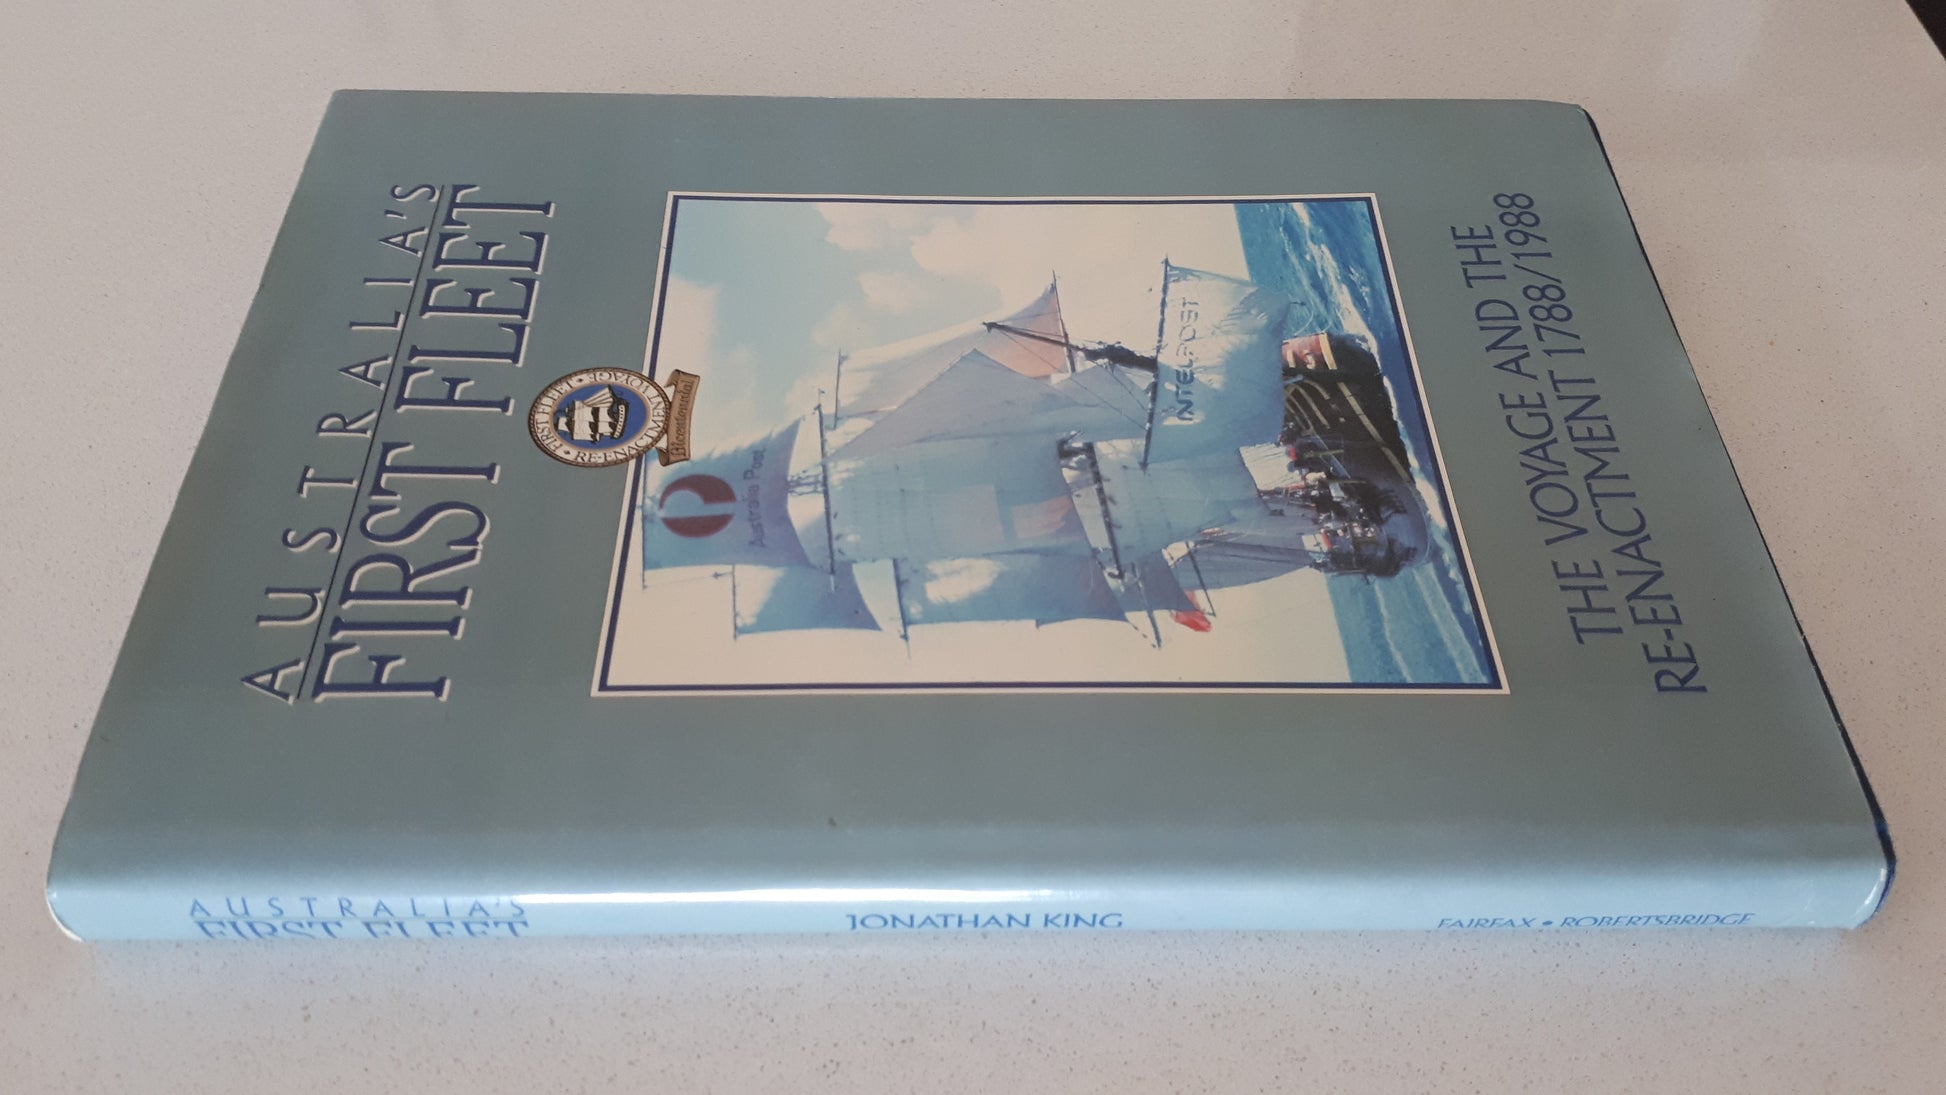 AUSTRALIA'S
FIRST FLEET
FIRST FLEET • RE-ENACTMENT VOYAGE •
Bicentennial
Australia Post
INTELPOST
THE VOYAGE AND THE
RE-ENACTMENT 1788/1988
AUSTRALIA'S
FIRST FLEET
JONATHAN KING
FAIRFAX • ROBERTSBRIDGE